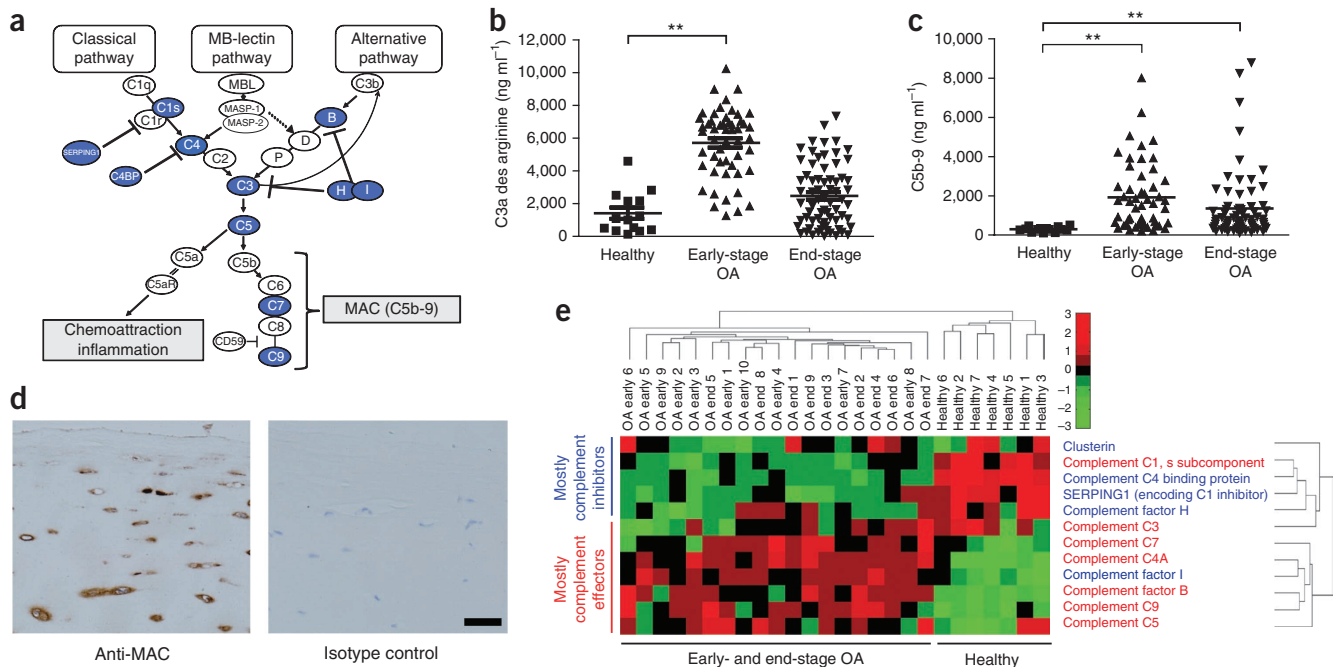 a
Classical
pathway
MB-lectin
pathway
Alternative
pathway
C1q
MBL
C3b
C1s
C1r
MASP-1
MASP-2
B
D
SERPING1
C4
C2
P
C4BP
C3
H
I
C5
C5a
C5b
C5aR
C6
C7
C8
CD59
C9
MAC (C5b-9)
Chemoattraction
inflammation
b
C3a des arginine (ng ml⁻¹)
12,000
10,000
8,000
6,000
4,000
2,000
0
**
Healthy
Early-stage
OA
End-stage
OA
c
C5b-9 (ng ml⁻¹)
10,000
8,000
6,000
4,000
2,000
0
**
**
Healthy
Early-stage
OA
End-stage
OA
d
Anti-MAC
Isotype control
e
3
2
1
0
–1
–2
–3
OA early 6
OA early 5
OA early 9
OA early 2
OA early 3
OA end 5
OA early 1
OA early 10
OA end 8
OA early 4
OA end 1
OA end 9
OA end 3
OA early 7
OA end 2
OA end 4
OA end 6
OA early 8
OA end 7
Healthy 6
Healthy 2
Healthy 7
Healthy 4
Healthy 5
Healthy 1
Healthy 3
Mostly
complement
inhibitors
Mostly
complement
effectors
Clusterin
Complement C1, s subcomponent
Complement C4 binding protein
SERPING1 (encoding C1 inhibitor)
Complement factor H
Complement C3
Complement C7
Complement C4A
Complement factor I
Complement factor B
Complement C9
Complement C5
Early- and end-stage OA
Healthy